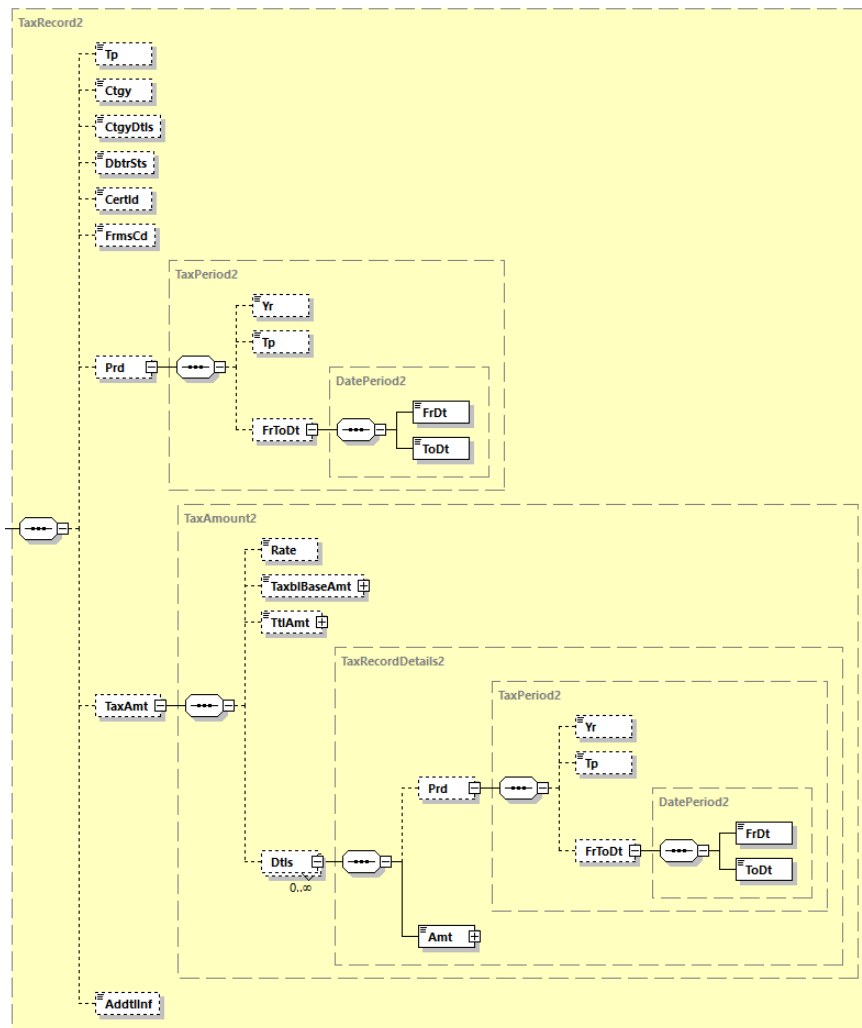 TaxRecord2
Tp
Ctgy
CtgyDtls
DbtrSts
CertId
FrmsCd
TaxPeriod2
Yr
Tp
Prd
DatePeriod2
FrDt
FrToDt
ToDt
TaxAmount2
Rate
TaxblBaseAmt
TtlAmt
TaxRecordDetails2
TaxPeriod2
TaxAmt
Yr
Tp
Prd
DatePeriod2
FrDt
FrToDt
Dtls
ToDt
0..∞
Amt
AddtlInf